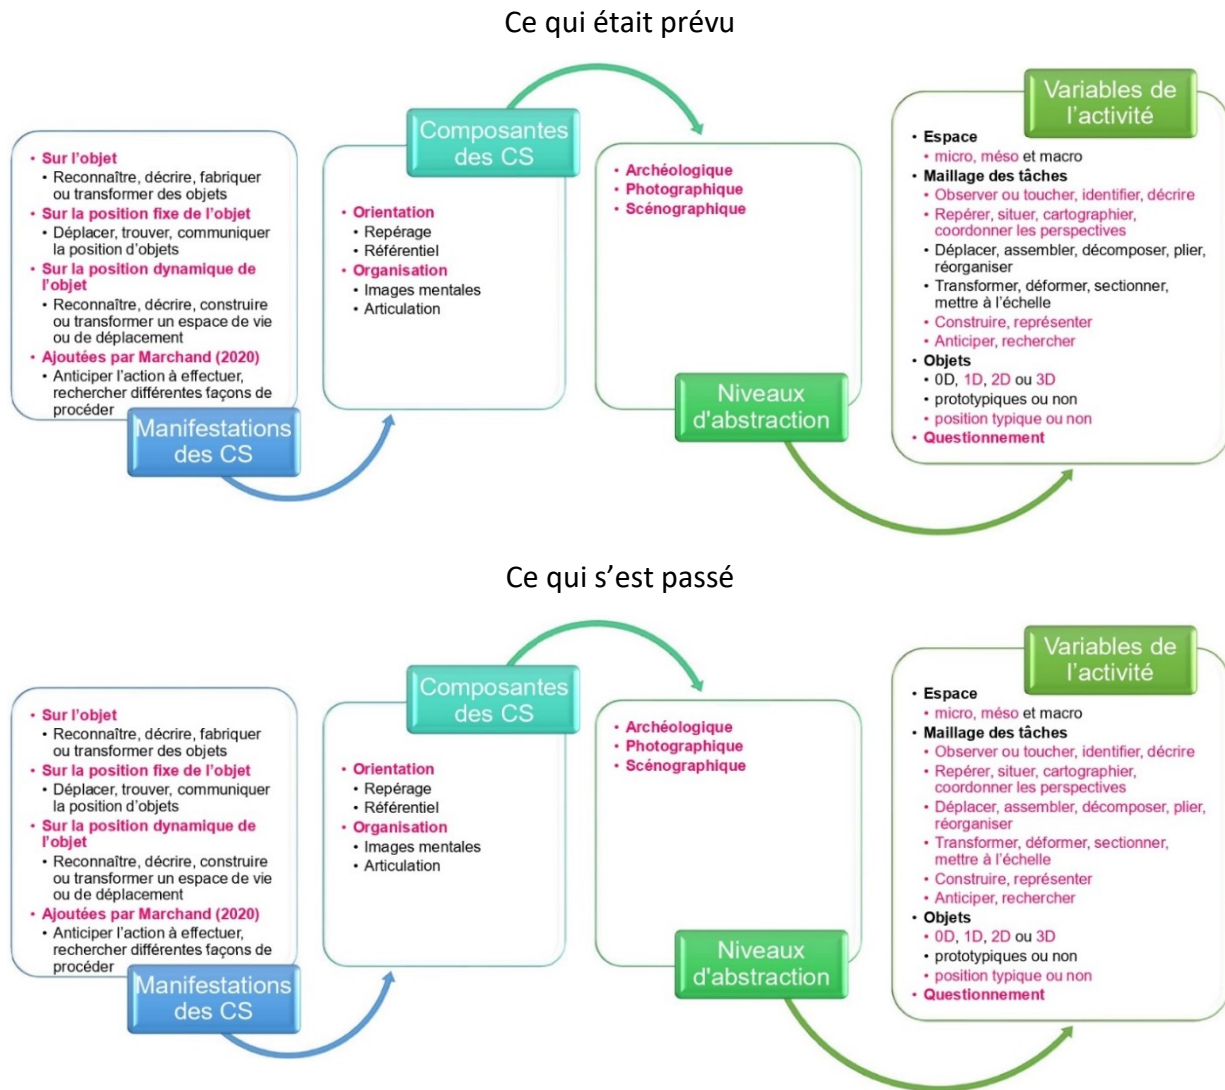 Ce qui était prévu
• Sur l'objet
• Reconnaître, décrire, fabriquer
ou transformer des objets
• Sur la position fixe de l'objet
• Déplacer, trouver, communiquer
la position d'objets
• Sur la position dynamique de
l'objet
• Reconnaître, décrire, construire
ou transformer un espace de vie
ou de déplacement
• Ajoutées par Marchand (2020)
• Anticiper l'action à effectuer,
rechercher différentes façons de
procéder
Manifestations
des CS
Composantes
des CS
• Orientation
• Repérage
• Référentiel
• Organisation
• Images mentales
• Articulation
• Archéologique
• Photographique
• Scénographique
Niveaux
d'abstraction
Variables de
l'activité
• Espace
• micro, méso et macro
• Maillage des tâches
• Observer ou toucher, identifier, décrire
• Repérer, situer, cartographier,
coordonner les perspectives
• Déplacer, assembler, décomposer, plier,
réorganiser
• Transformer, déformer, sectionner,
mettre à l'échelle
• Construire, représenter
• Anticiper, rechercher
• Objets
• 0D, 1D, 2D ou 3D
• prototypiques ou non
• position typique ou non
• Questionnement
Ce qui s'est passé
• Sur l'objet
• Reconnaître, décrire, fabriquer
ou transformer des objets
• Sur la position fixe de l'objet
• Déplacer, trouver, communiquer
la position d'objets
• Sur la position dynamique de
l'objet
• Reconnaître, décrire, construire
ou transformer un espace de vie
ou de déplacement
• Ajoutées par Marchand (2020)
• Anticiper l'action à effectuer,
rechercher différentes façons de
procéder
Manifestations
des CS
Composantes
des CS
• Orientation
• Repérage
• Référentiel
• Organisation
• Images mentales
• Articulation
• Archéologique
• Photographique
• Scénographique
Niveaux
d'abstraction
Variables de
l'activité
• Espace
• micro, méso et macro
• Maillage des tâches
• Observer ou toucher, identifier, décrire
• Repérer, situer, cartographier,
coordonner les perspectives
• Déplacer, assembler, décomposer, plier,
réorganiser
• Transformer, déformer, sectionner,
mettre à l'échelle
• Construire, représenter
• Anticiper, rechercher
• Objets
• 0D, 1D, 2D ou 3D
• prototypiques ou non
• position typique ou non
• Questionnement